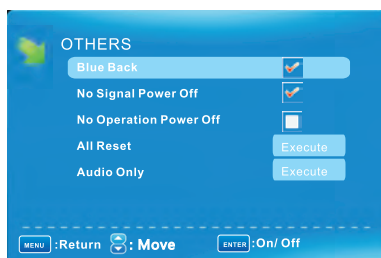 OTHERS
Blue Back
No Signal Power Off
No Operation Power Off
All Reset Execute
Audio Only Execute
MENU :Return : Move ENTER :On/ Off